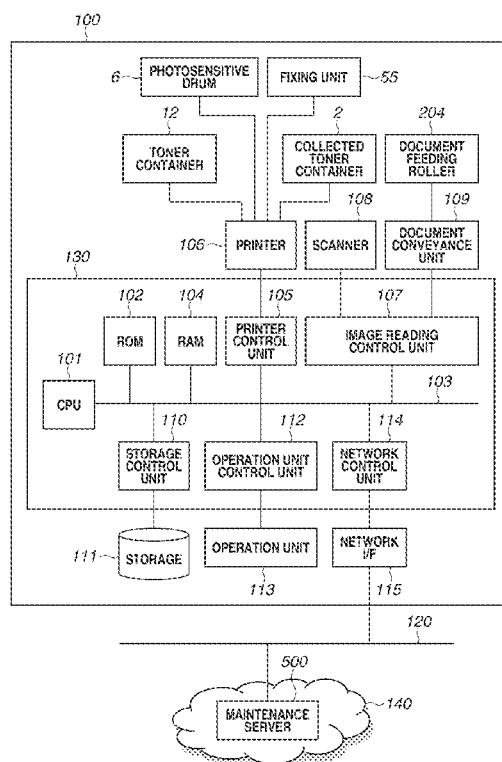 100
6
PHOTOSENSITIVE
DRUM
FIXING UNIT
55
12
TONER
CONTAINER
2
COLLECTED
TONER
CONTAINER
204
DOCUMENT
FEEDING
ROLLER
106
PRINTER
108
SCANNER
109
DOCUMENT
CONVEYANCE
UNIT
130
102
ROM
104
RAM
105
PRINTER
CONTROL
UNIT
107
IMAGE READING
CONTROL UNIT
101
CPU
103
110
STORAGE
CONTROL
UNIT
112
OPERATION UNIT
CONTROL UNIT
114
NETWORK
CONTROL
UNIT
111
STORAGE
OPERATION UNIT
113
NETWORK
I/F
115
120
500
MAINTENANCE
SERVER
140